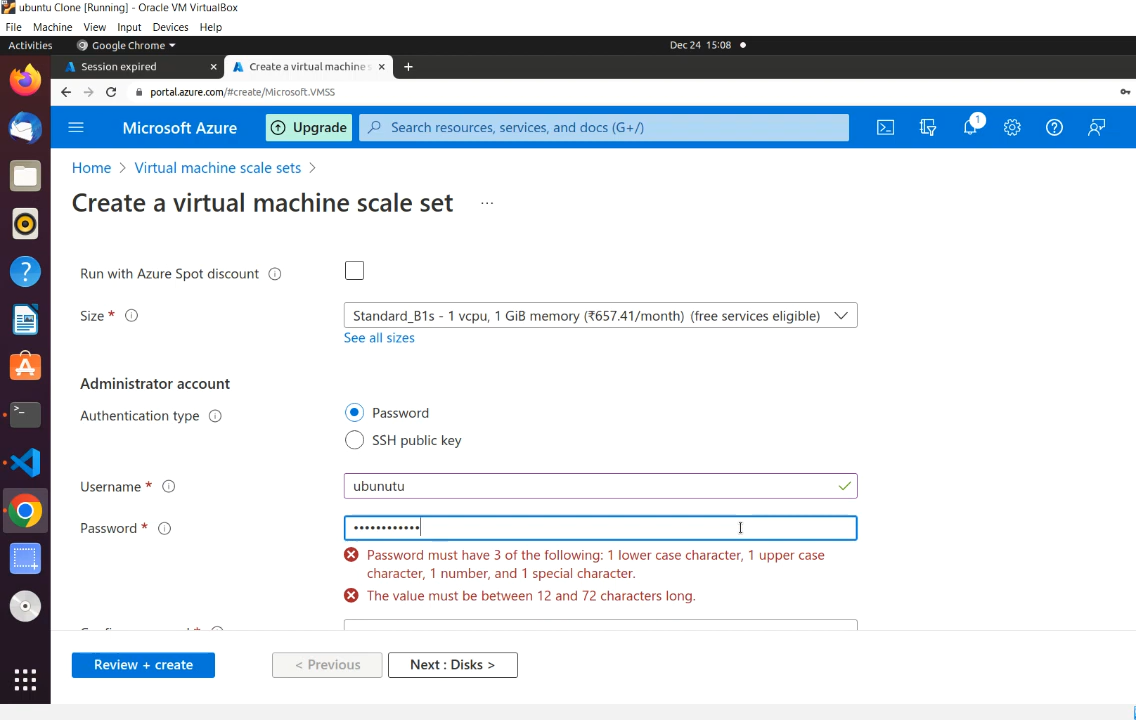 ubuntu Clone [Running] - Oracle VM VirtualBox
File Machine View Input Devices Help
Activities Google Chrome Dec 24 15:08
Session expired × Create a virtual machine s × +
portal.azure.com/#create/Microsoft.VMSS
Microsoft Azure Upgrade Search resources, services, and docs (G+/) 1
Home > Virtual machine scale sets >
Create a virtual machine scale set ...
Run with Azure Spot discount
Size * Standard_B1s - 1 vcpu, 1 GiB memory (₹657.41/month) (free services eligible)
See all sizes
Administrator account
Authentication type Password
SSH public key
Username * ubunutu
Password * ••••••••••••
Password must have 3 of the following: 1 lower case character, 1 upper case
character, 1 number, and 1 special character.
The value must be between 12 and 72 characters long.
Review + create < Previous Next : Disks >